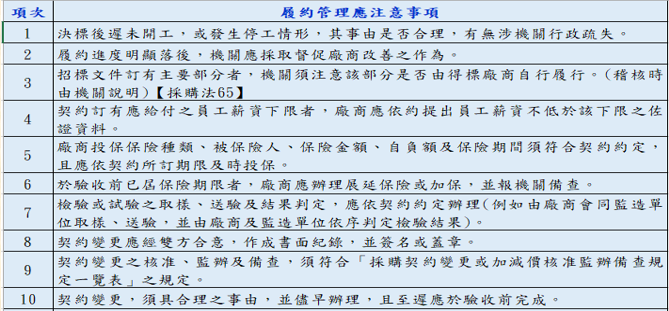 項次 履約管理應注意事項
1 決標後遲未開工，或發生停工情形，其事由是否合理，有無涉機關行政疏失。
2 履約進度明顯落後，機關應採取督促廠商改善之作為。
3 招標文件訂有主要部分者，機關須注意該部分是否由得標廠商自行履行。(稽核時
由機關說明)【採購法65】
4 契約訂有應給付之員工薪資下限者，廠商應依約提出員工薪資不低於該下限之佐
證資料。
5 廠商投保保險種類、被保險人、保險金額、自負額及保險期間須符合契約約定，
且應依契約所訂期限及時投保。
6 於驗收前已屆保險期限者，廠商應辦理展延保險或加保，並報機關備查。
7 檢驗或試驗之取樣、送驗及結果判定，應依契約約定辦理(例如由廠商會同監造單
位取樣、送驗，並由廠商及監造單位依序判定檢驗結果)。
8 契約變更應經雙方合意，作成書面紀錄，並簽名或蓋章。
9 契約變更之核准、監辦及備查，須符合「採購契約變更或加減價核准監辦備查規
定一覽表」之規定。
10 契約變更，須具合理之事由，並儘早辦理，且至遲應於驗收前完成。